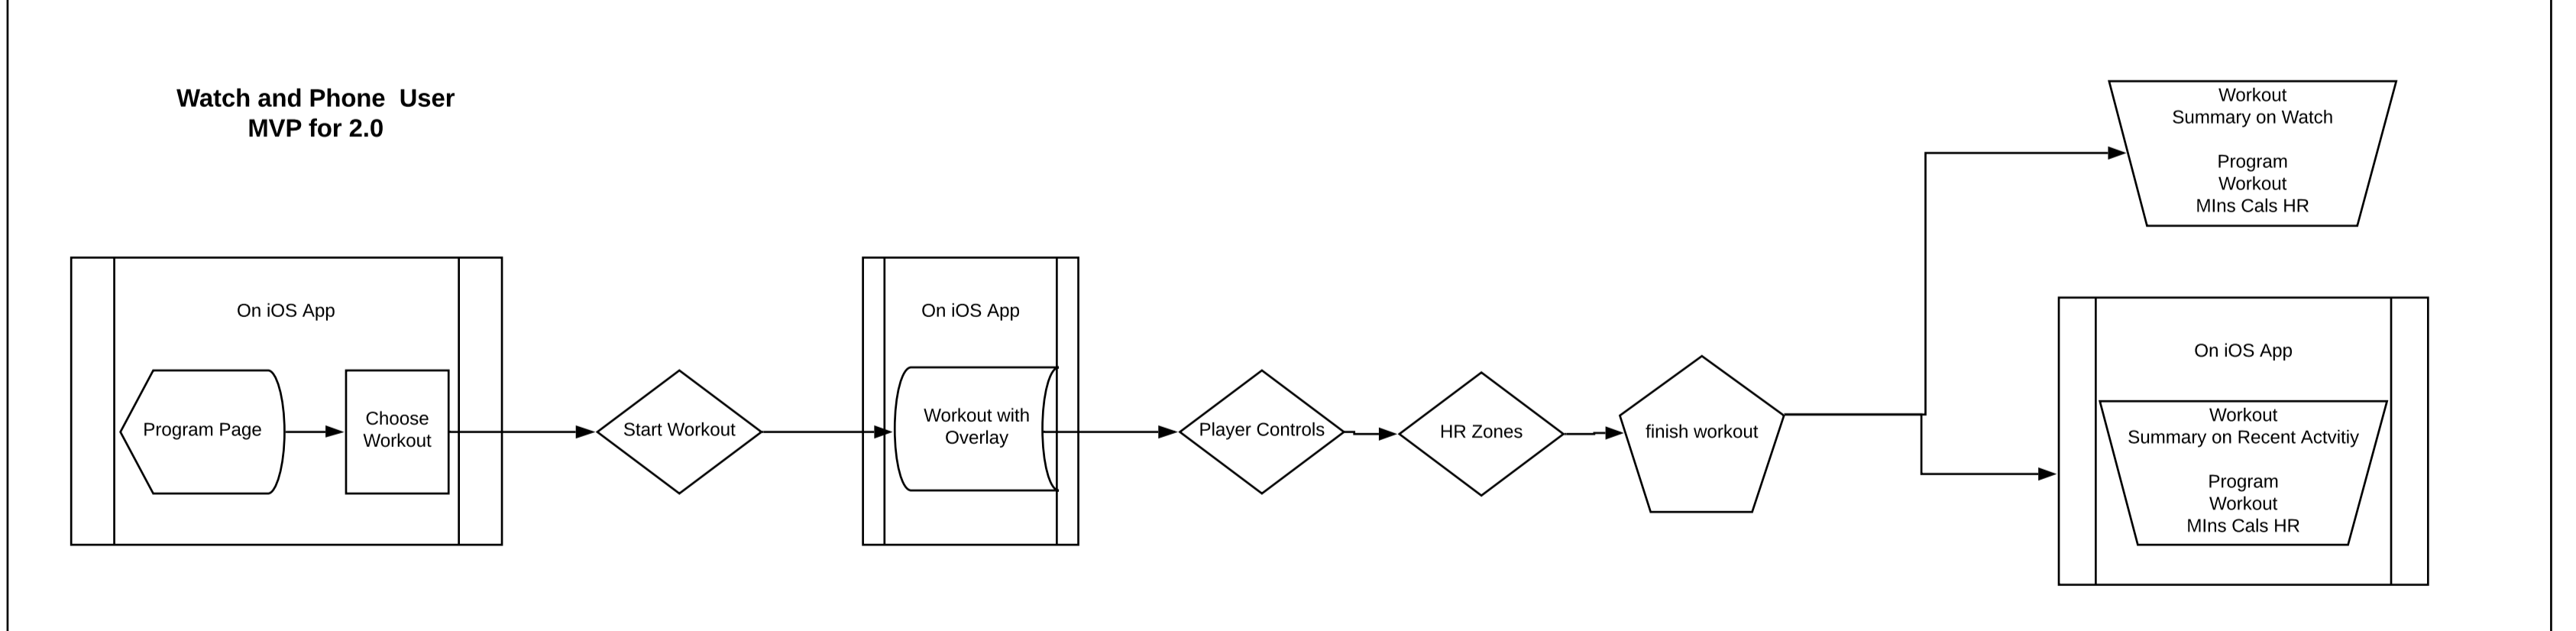 Watch and Phone  User
MVP for 2.0
On iOS App
Program Page
Choose
Workout
Start Workout
On iOS App
Workout with
Overlay
Player Controls
HR Zones
finish workout
Workout
Summary on Watch
Program
Workout
MIns Cals HR
On iOS App
Workout
Summary on Recent Actvitiy
Program
Workout
MIns Cals HR